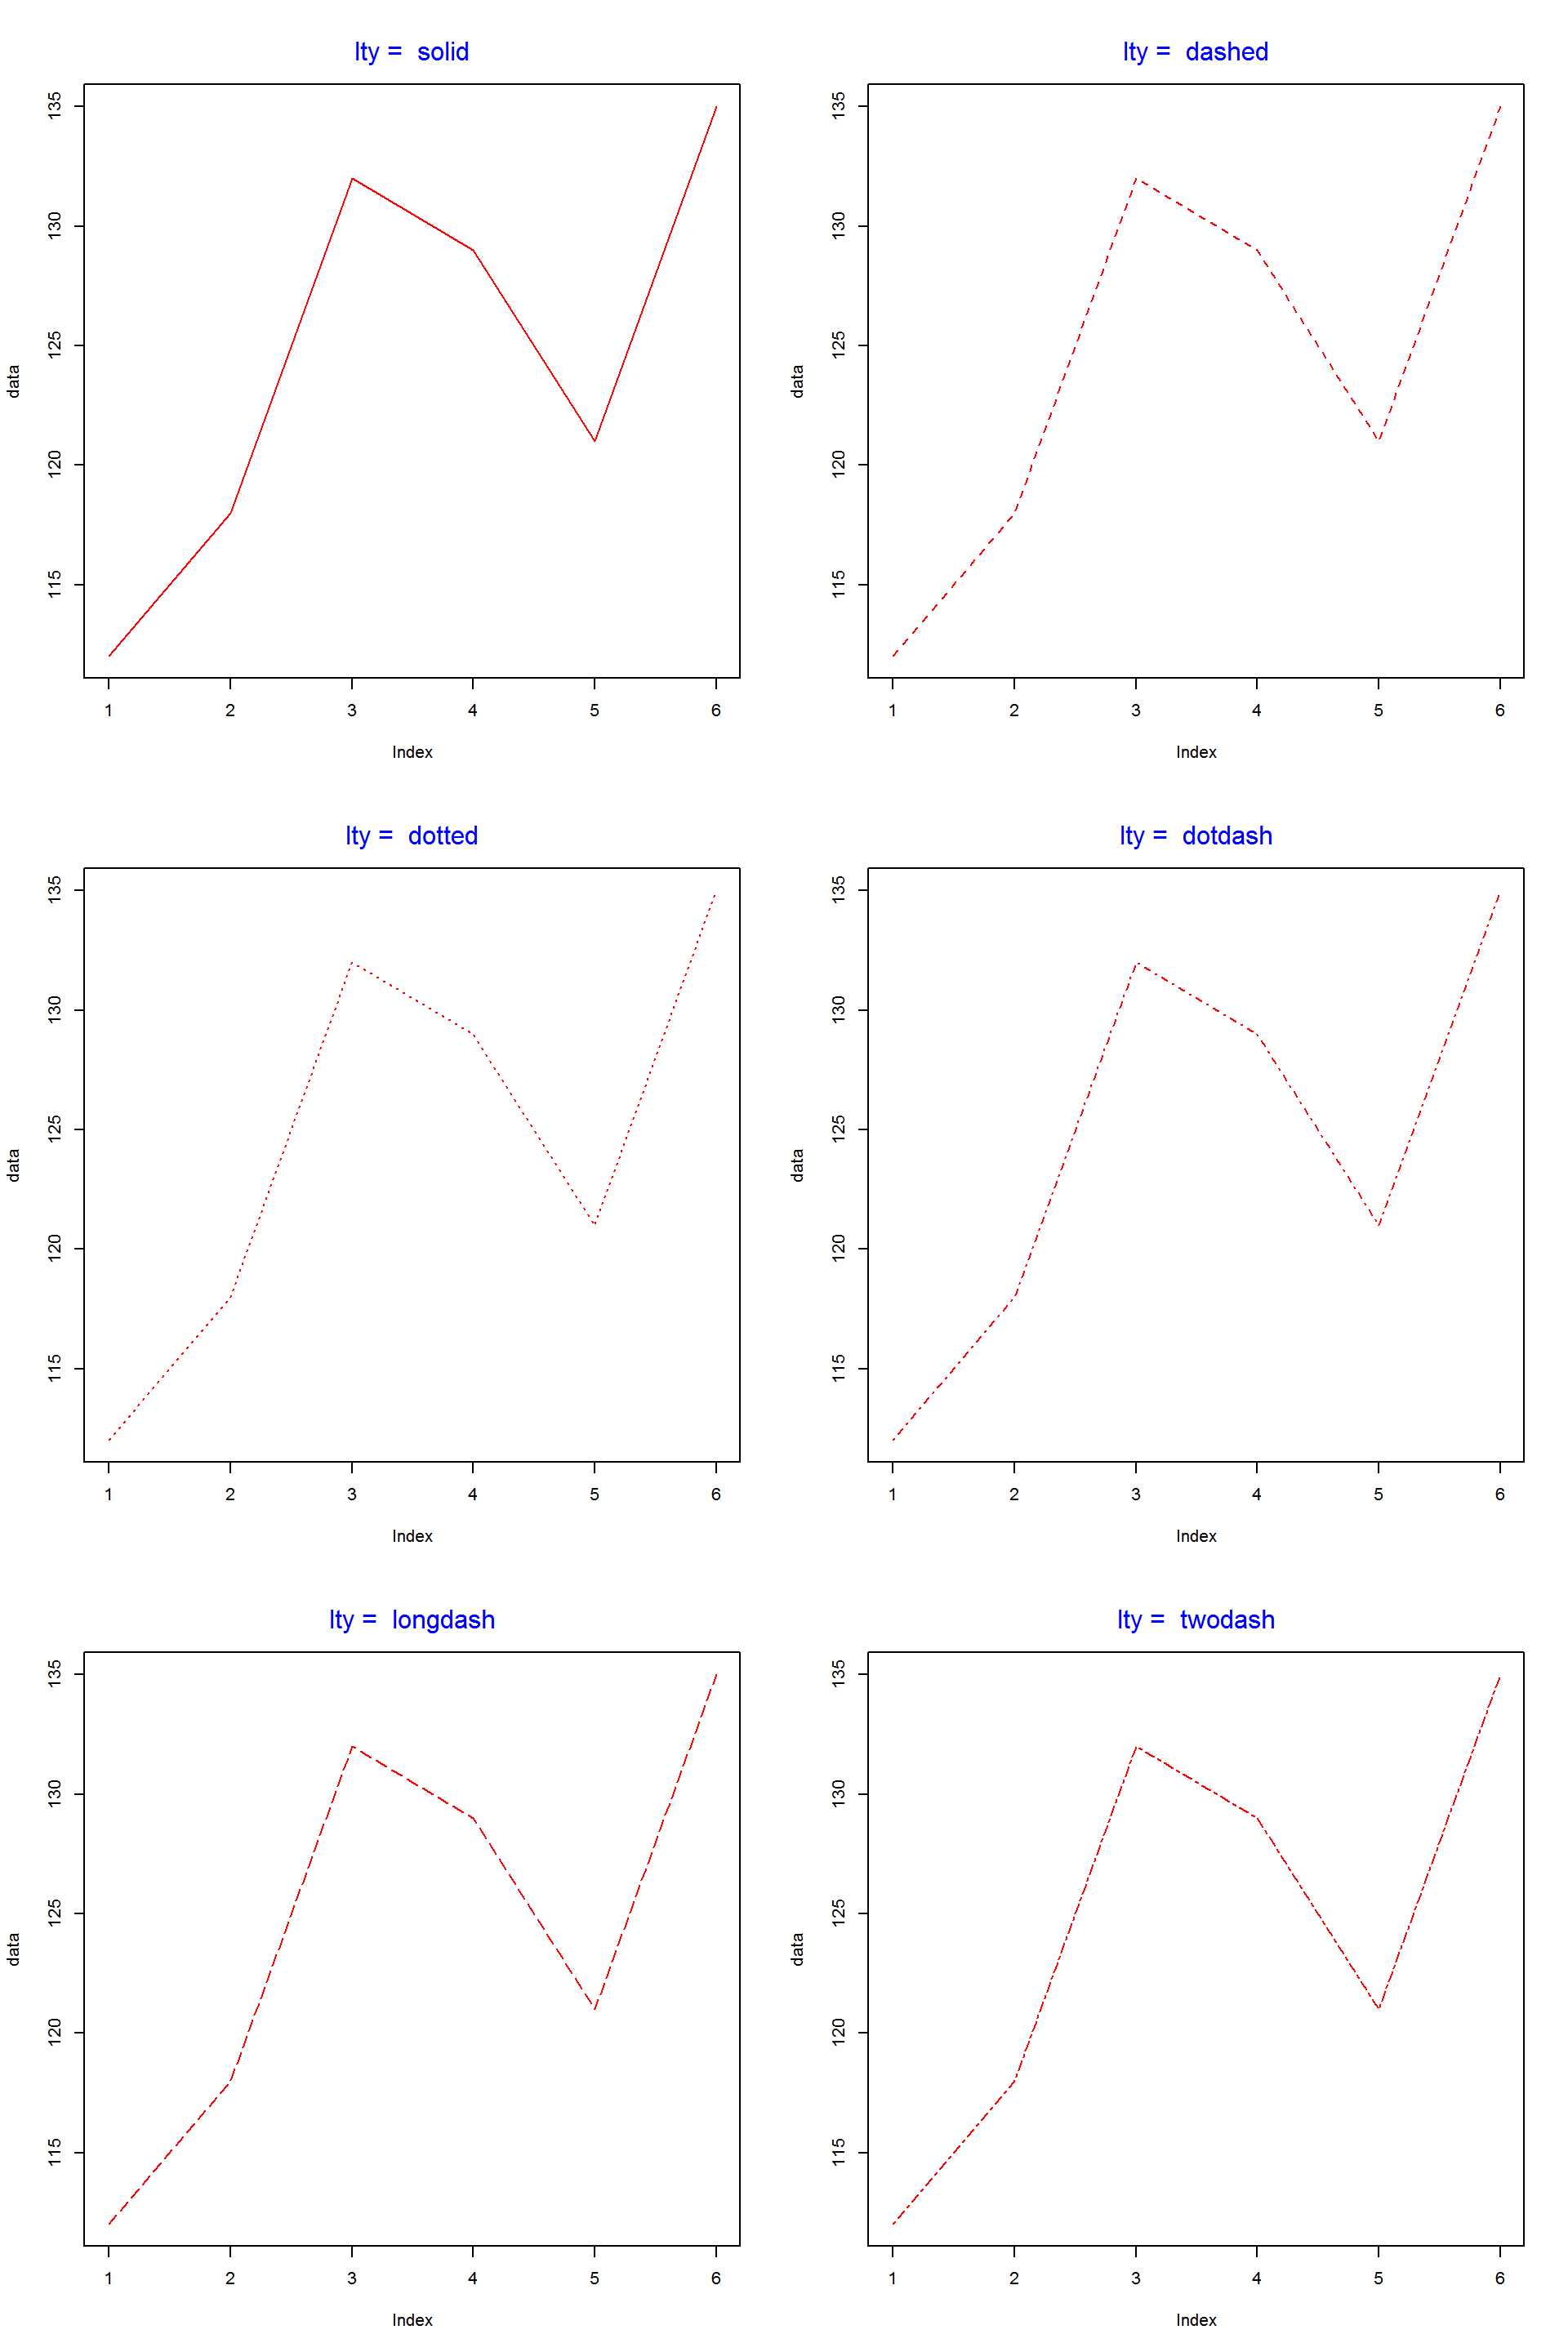 lty =  solid
135
130
125
120
115
data
1 2 3 4 5 6
Index
lty =  dashed
135
130
125
120
115
data
1 2 3 4 5 6
Index
lty =  dotted
135
130
125
120
115
data
1 2 3 4 5 6
Index
lty =  dotdash
135
130
125
120
115
data
1 2 3 4 5 6
Index
lty =  longdash
135
130
125
120
115
data
1 2 3 4 5 6
Index
lty =  twodash
135
130
125
120
115
data
1 2 3 4 5 6
Index